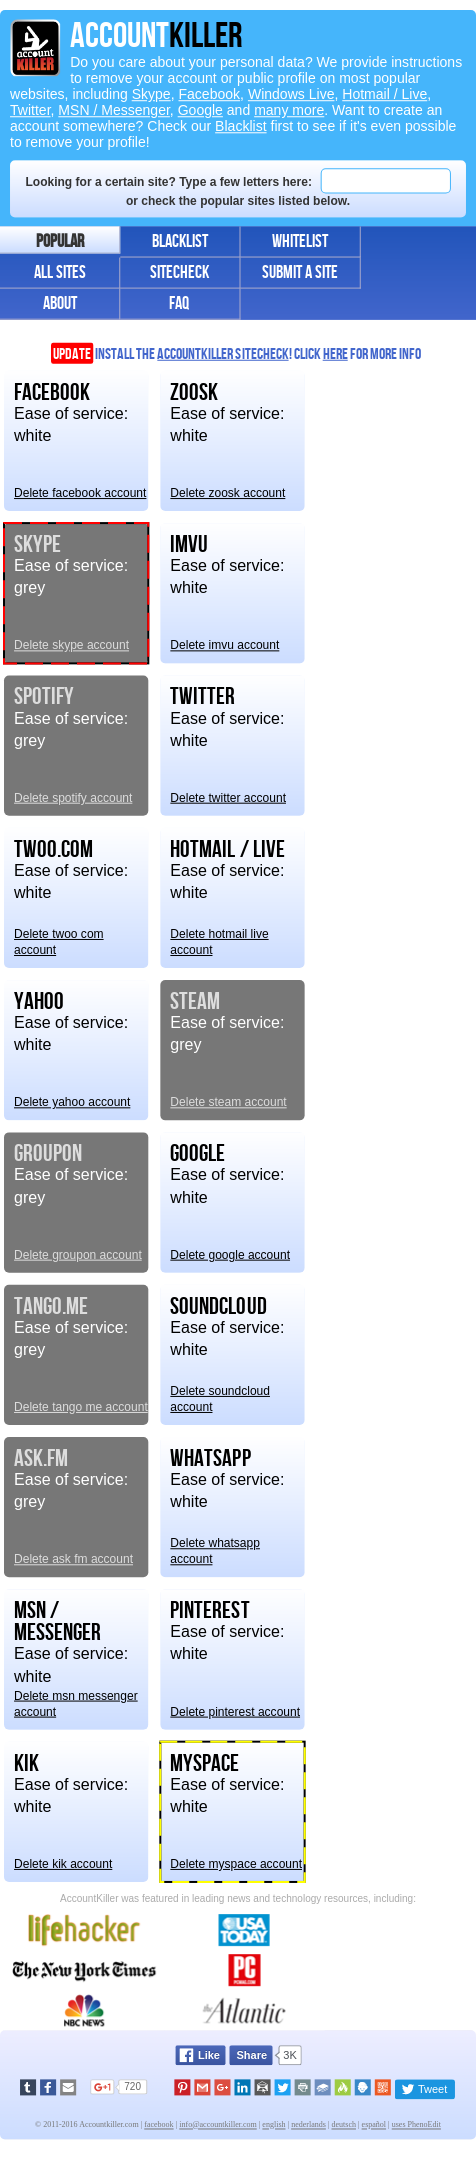 ACCOUNTKILLER
account
KILLER
Do you care about your personal data? We provide instructions
to remove your account or public profile on most popular
websites, including Skype, Facebook, Windows Live, Hotmail / Live,
Twitter, MSN / Messenger, Google and many more. Want to create an
account somewhere? Check our Blacklist first to see if it's even possible
to remove your profile!
Looking for a certain site? Type a few letters here:
or check the popular sites listed below.
POPULAR BLACKLIST WHITELIST
ALL SITES SITECHECK SUBMIT A SITE
ABOUT FAQ
UPDATE INSTALL THE ACCOUNTKILLER SITECHECK! CLICK HERE FOR MORE INFO
FACEBOOK
Ease of service:
white
Delete facebook account
ZOOSK
Ease of service:
white
Delete zoosk account
SKYPE
Ease of service:
grey
Delete skype account
IMVU
Ease of service:
white
Delete imvu account
SPOTIFY
Ease of service:
grey
Delete spotify account
TWITTER
Ease of service:
white
Delete twitter account
TWOO.COM
Ease of service:
white
Delete twoo com
account
HOTMAIL / LIVE
Ease of service:
white
Delete hotmail live
account
YAHOO
Ease of service:
white
Delete yahoo account
STEAM
Ease of service:
grey
Delete steam account
GROUPON
Ease of service:
grey
Delete groupon account
GOOGLE
Ease of service:
white
Delete google account
TANGO.ME
Ease of service:
grey
Delete tango me account
SOUNDCLOUD
Ease of service:
white
Delete soundcloud
account
ASK.FM
Ease of service:
grey
Delete ask fm account
WHATSAPP
Ease of service:
white
Delete whatsapp
account
MSN /
MESSENGER
Ease of service:
white
Delete msn messenger
account
PINTEREST
Ease of service:
white
Delete pinterest account
KIK
Ease of service:
white
Delete kik account
MYSPACE
Ease of service:
white
Delete myspace account
AccountKiller was featured in leading news and technology resources, including:
lifehacker
USA
TODAY
The New York Times
PC
PCMAG.COM
NBC NEWS
the Atlantic
Like Share 3K
G+1 720
Tweet
© 2011-2016 Accountkiller.com | facebook | info@accountkiller.com | english | nederlands | deutsch | español | uses PhenoEdit